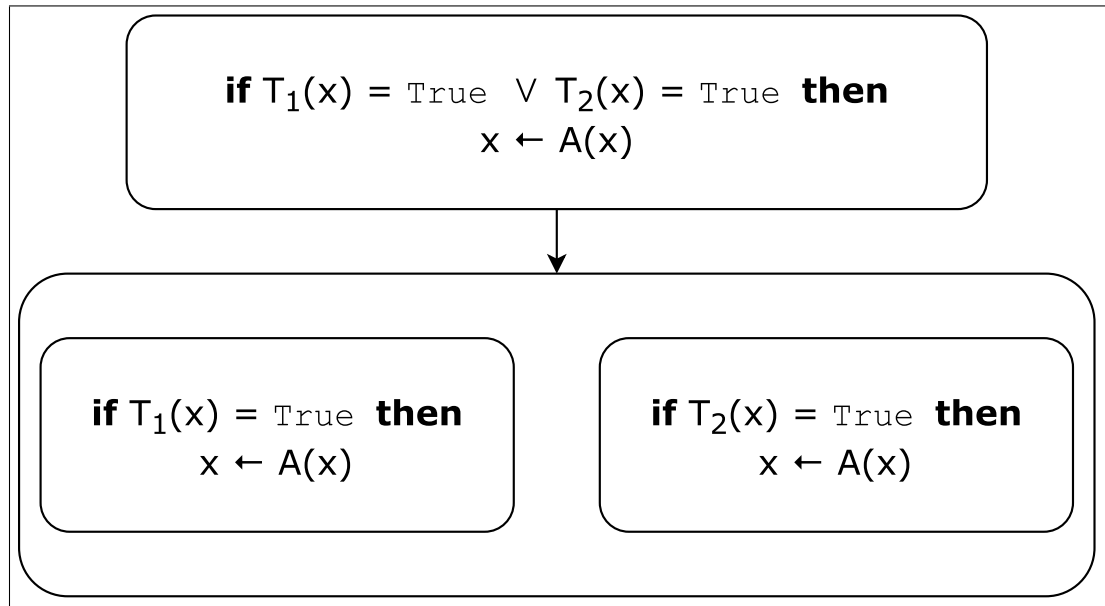 if T₁(x) = True ∨ T₂(x) = True then
x ← A(x)
if T₁(x) = True then
x ← A(x)
if T₂(x) = True then
x ← A(x)